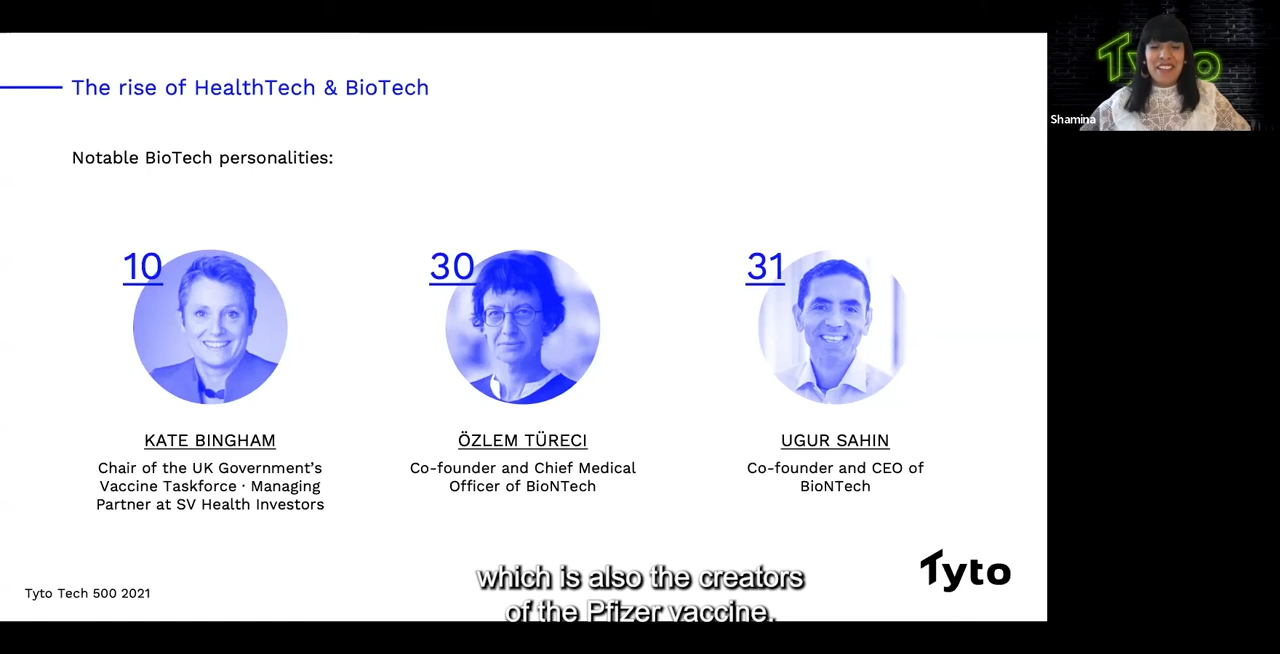 The rise of HealthTech & BioTech
Tyto
Shamina
Notable BioTech personalities:
10
30
31
KATE BINGHAM
Chair of the UK Government’s
Vaccine Taskforce · Managing
Partner at SV Health Investors
ÖZLEM TÜRECI
Co-founder and Chief Medical
Officer of BioNTech
UGUR SAHIN
Co-founder and CEO of
BioNTech
Tyto
Tyto Tech 500 2021
which is also the creators
of the Pfizer vaccine.